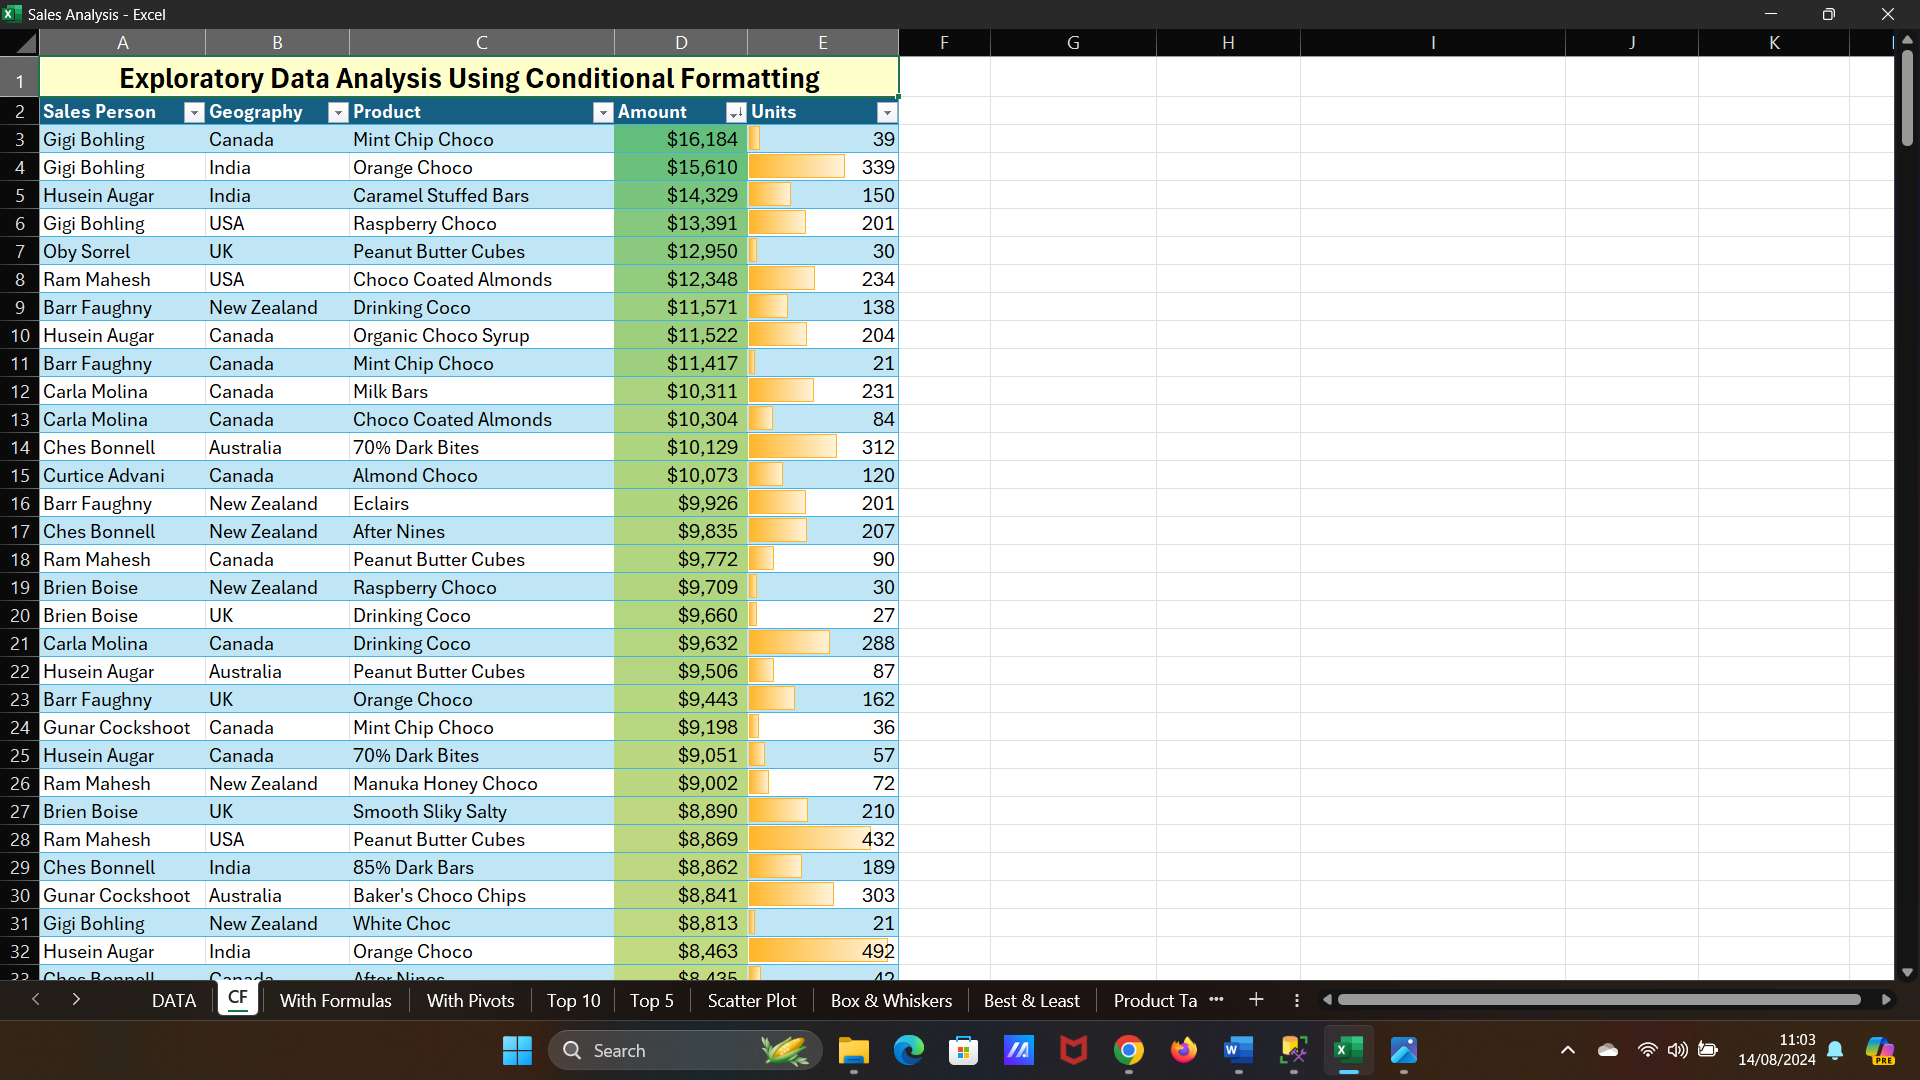 Sales Analysis - Excel
A B C D E F G H I J K
1 Exploratory Data Analysis Using Conditional Formatting
2 Sales Person Geography Product Amount Units
3 Gigi Bohling Canada Mint Chip Choco $16,184 39
4 Gigi Bohling India Orange Choco $15,610 339
5 Husein Augar India Caramel Stuffed Bars $14,329 150
6 Gigi Bohling USA Raspberry Choco $13,391 201
7 Oby Sorrel UK Peanut Butter Cubes $12,950 30
8 Ram Mahesh USA Choco Coated Almonds $12,348 234
9 Barr Faughny New Zealand Drinking Coco $11,571 138
10 Husein Augar Canada Organic Choco Syrup $11,522 204
11 Barr Faughny Canada Mint Chip Choco $11,417 21
12 Carla Molina Canada Milk Bars $10,311 231
13 Carla Molina Canada Choco Coated Almonds $10,304 84
14 Ches Bonnell Australia 70% Dark Bites $10,129 312
15 Curtice Advani Canada Almond Choco $10,073 120
16 Barr Faughny New Zealand Eclairs $9,926 201
17 Ches Bonnell New Zealand After Nines $9,835 207
18 Ram Mahesh Canada Peanut Butter Cubes $9,772 90
19 Brien Boise New Zealand Raspberry Choco $9,709 30
20 Brien Boise UK Drinking Coco $9,660 27
21 Carla Molina Canada Drinking Coco $9,632 288
22 Husein Augar Australia Peanut Butter Cubes $9,506 87
23 Barr Faughny UK Orange Choco $9,443 162
24 Gunar Cockshoot Canada Mint Chip Choco $9,198 36
25 Husein Augar Canada 70% Dark Bites $9,051 57
26 Ram Mahesh New Zealand Manuka Honey Choco $9,002 72
27 Brien Boise UK Smooth Sliky Salty $8,890 210
28 Ram Mahesh USA Peanut Butter Cubes $8,869 432
29 Ches Bonnell India 85% Dark Bars $8,862 189
30 Gunar Cockshoot Australia Baker's Choco Chips $8,841 303
31 Gigi Bohling New Zealand White Choc $8,813 21
32 Husein Augar India Orange Choco $8,463 492
33 Ches Bonnell Canada After Nines $8,435 42
DATA CF With Formulas With Pivots Top 10 Top 5 Scatter Plot Box & Whiskers Best & Least Product Ta
Search
11:03
14/08/2024
PRE